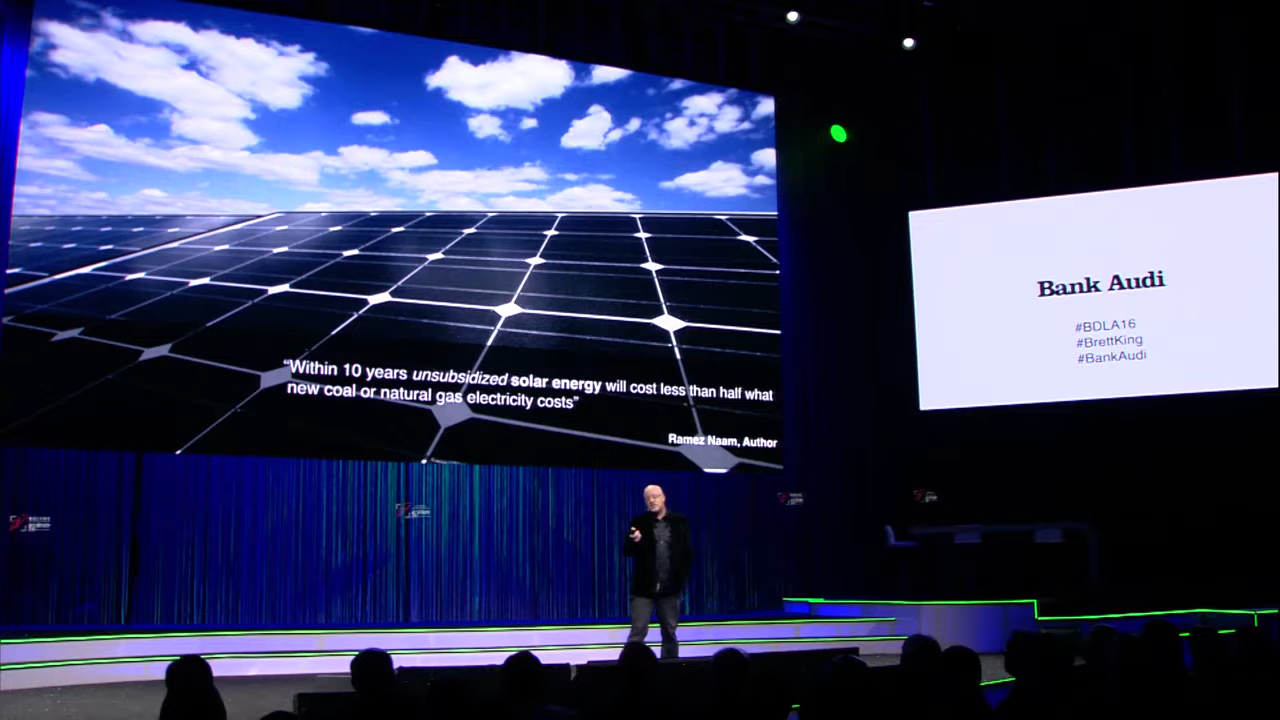 “Within 10 years unsubsidized solar energy will cost less than half what
new coal or natural gas electricity costs”
Ramez Naam, Author
Bank Audi
#BDLA16
#BrettKing
#BankAudi